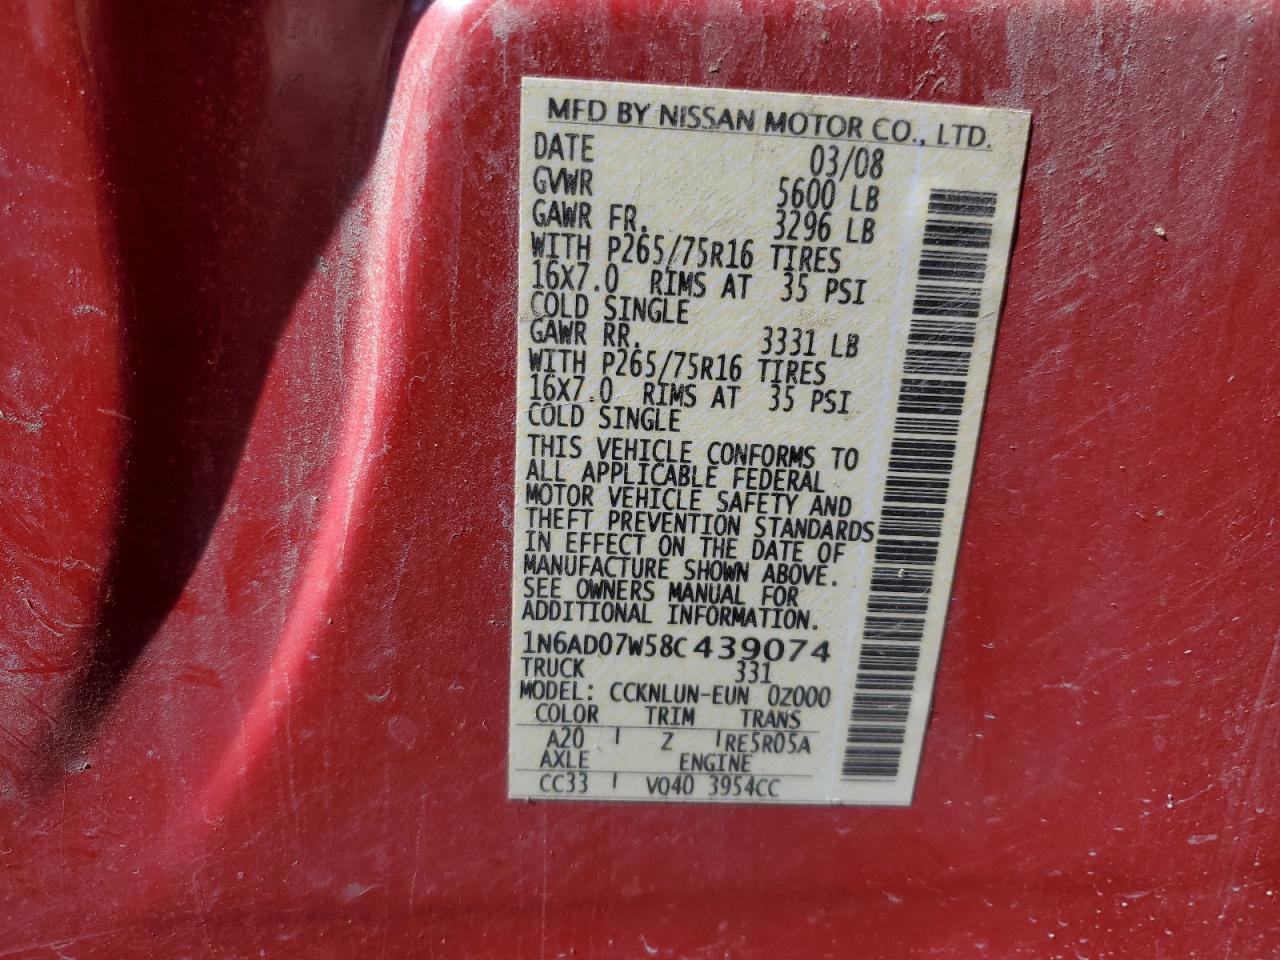 MFD BY NISSAN MOTOR CO., LTD.
DATE 03/08
GVWR 5600 LB
GAWR FR. 3296 LB
WITH P265/75R16 TIRES
16X7.0 RIMS AT 35 PSI
COLD SINGLE
GAWR RR. 3331 LB
WITH P265/75R16 TIRES
16X7.0 RIMS AT 35 PSI
COLD SINGLE
THIS VEHICLE CONFORMS TO
ALL APPLICABLE FEDERAL
MOTOR VEHICLE SAFETY AND
THEFT PREVENTION STANDARDS
IN EFFECT ON THE DATE OF
MANUFACTURE SHOWN ABOVE.
SEE OWNERS MANUAL FOR
ADDITIONAL INFORMATION.
1N6AD07W58C439074
TRUCK 331
MODEL: CCKNLUN-EUN 0Z000
COLOR TRIM TRANS
A20 Z RE5R05A
AXLE ENGINE
CC33 VQ40 3954CC